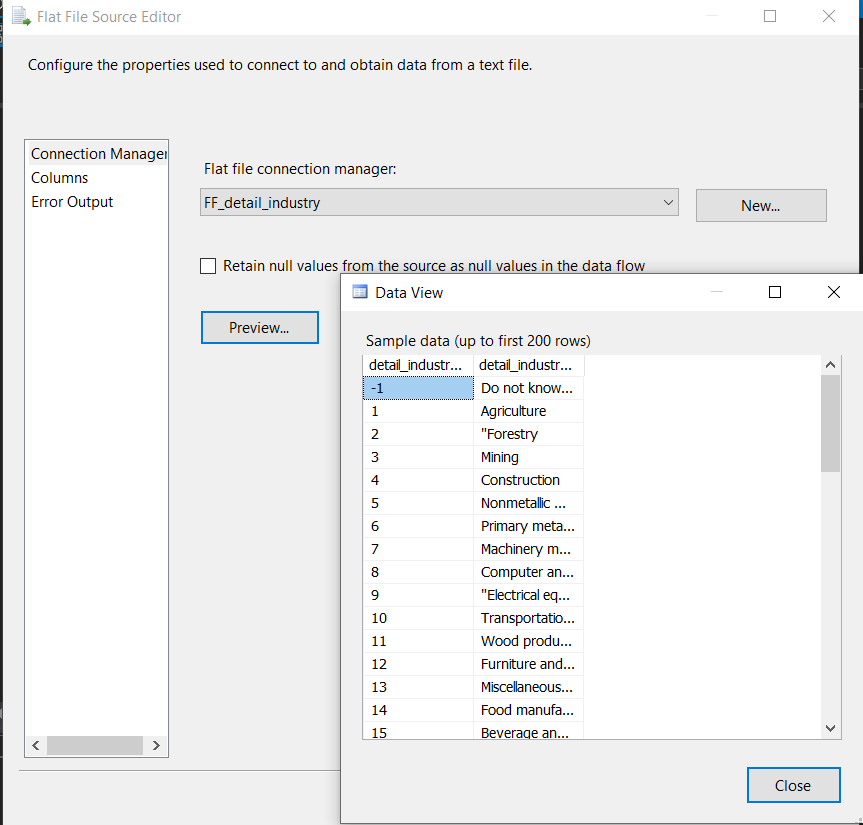 Flat File Source Editor
Configure the properties used to connect to and obtain data from a text file.
Connection Manager
Columns
Error Output
Flat file connection manager:
FF_detail_industry
New...
Retain null values from the source as null values in the data flow
Preview...
Data View
Sample data (up to first 200 rows)
detail_industr... detail_industr...
-1 Do not know...
1 Agriculture
2 "Forestry
3 Mining
4 Construction
5 Nonmetallic ...
6 Primary meta...
7 Machinery m...
8 Computer an...
9 "Electrical eq...
10 Transportatio...
11 Wood produ...
12 Furniture and...
13 Miscellaneous...
14 Food manufa...
15 Beverage an...
Close